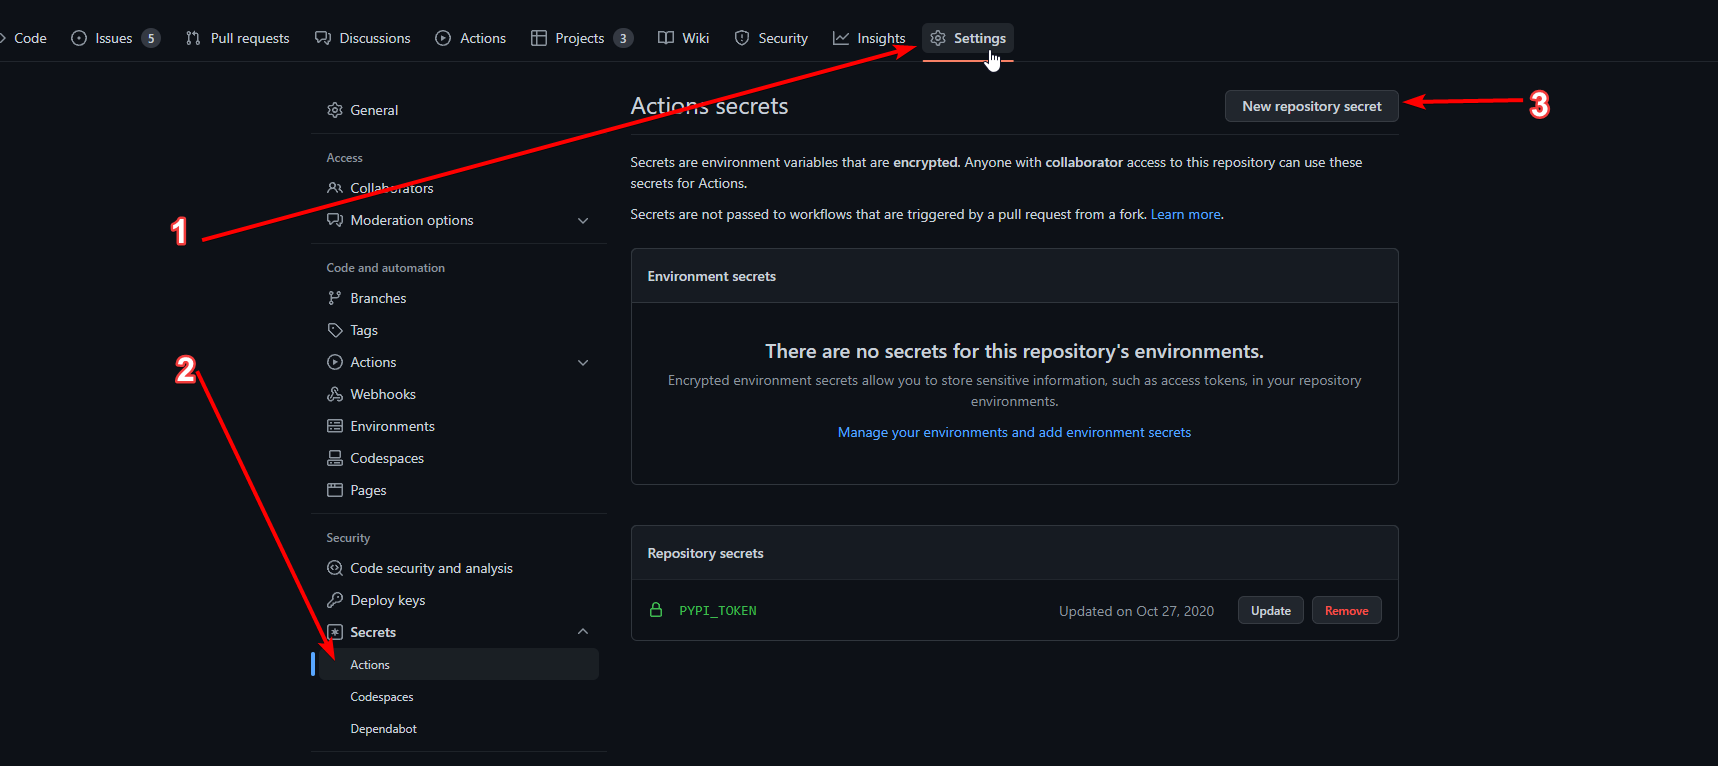 Code Issues 5 Pull requests Discussions Actions Projects 3 Wiki Security Insights Settings
General
Access
Collaborators
Moderation options
Code and automation
Branches
Tags
Actions
Webhooks
Environments
Codespaces
Pages
Security
Code security and analysis
Deploy keys
Secrets
Actions
Codespaces
Dependabot
1
2
Actions secrets
New repository secret
3
Secrets are environment variables that are encrypted. Anyone with collaborator access to this repository can use these
secrets for Actions.
Secrets are not passed to workflows that are triggered by a pull request from a fork. Learn more.
Environment secrets
There are no secrets for this repository's environments.
Encrypted environment secrets allow you to store sensitive information, such as access tokens, in your repository
environments.
Manage your environments and add environment secrets
Repository secrets
PYPI_TOKEN Updated on Oct 27, 2020 Update Remove